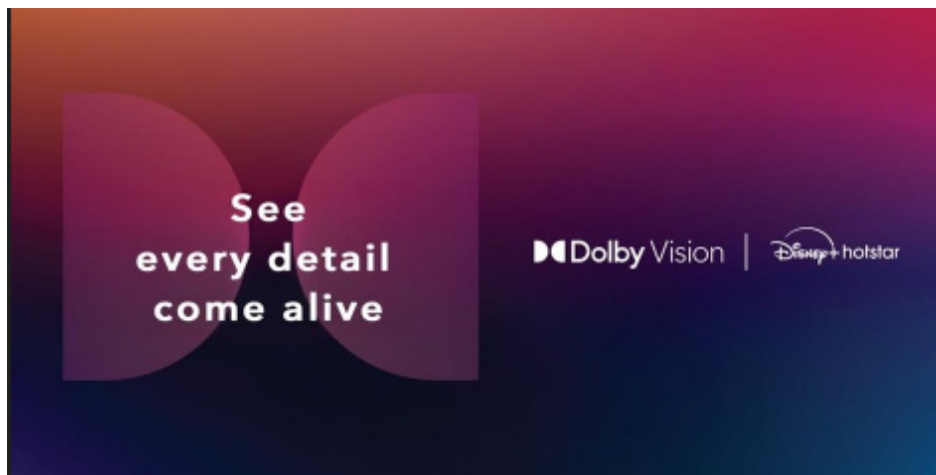 See
every detail
come alive
Dolby Vision
Disney+ hotstar